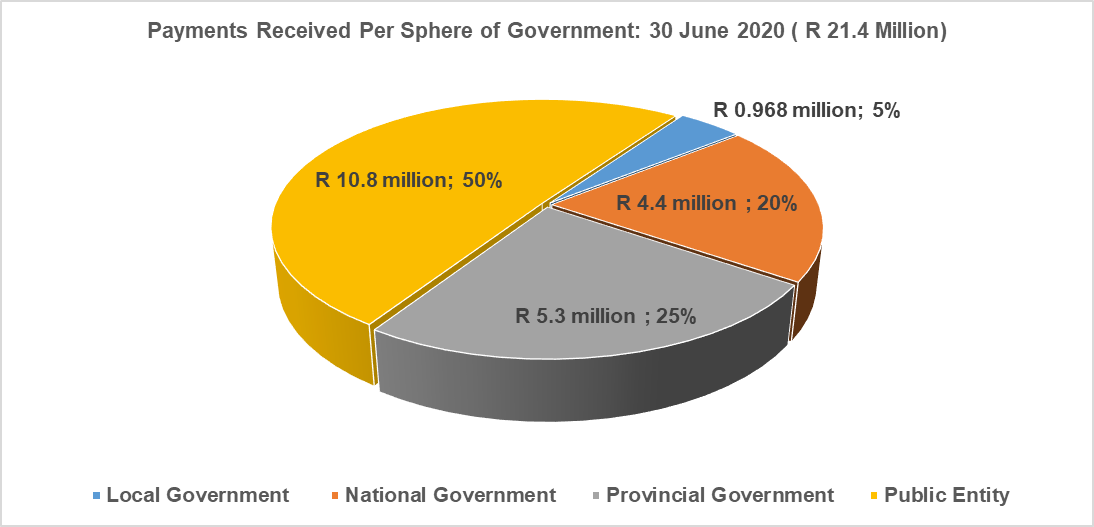 Payments Received Per Sphere of Government: 30 June 2020 ( R 21.4 Million)
R 0.968 million; 5%
R 10.8 million; 50%
R 4.4 million ; 20%
R 5.3 million ; 25%
Local Government
National Government
Provincial Government
Public Entity